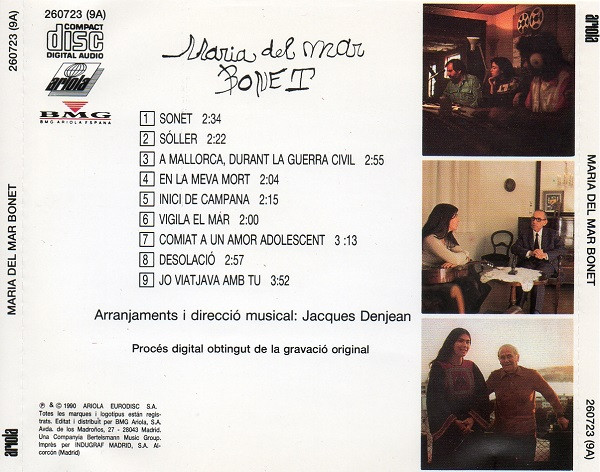 260723 (9A)
MARIA DEL MAR BONET
ariola
260723 (9A)
COMPACT
disc
DIGITAL AUDIO
ariola
BMG
BMG ARIOLA ESPAÑA
Maria del Mar
BONET
1 SONET 2:34
2 SÓLLER 2:22
3 A MALLORCA, DURANT LA GUERRA CIVIL 2:55
4 EN LA MEVA MORT 2:04
5 INICI DE CAMPANA 2:15
6 VIGILA EL MAR 2:00
7 COMIAT A UN AMOR ADOLESCENT 3 :13
8 DESOLACIÓ 2:57
9 JO VIATJAVA AMB TU 3:52
Arranjaments i direcció musical: Jacques Denjean
Procés digital obtingut de la gravació original
℗ & © 1990 ARIOLA EURODISC S.A.
Totes les marques i logotipus están regis-
trats. Editat i distribuït per BMG Ariola, S.A.
Avda. de los Madroños, 27 - 28043 Madrid.
Una Companyia Bertelsmann Music Group.
Imprès per INDUGRAF MADRID, S.A. Al-
corcón (Madrid)
ariola
MARIA DEL MAR BONET
260723 (9A)